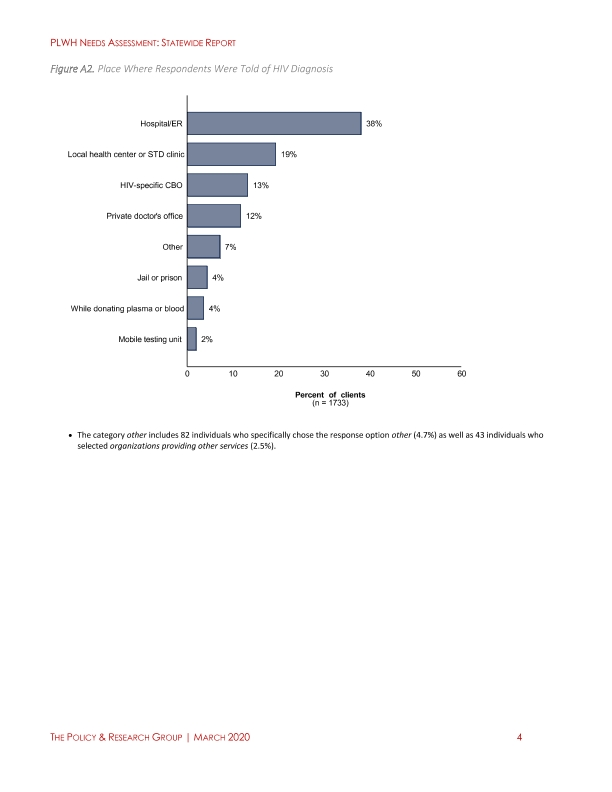 PLWH NEEDS ASSESSMENT: STATEWIDE REPORT
Figure A2. Place Where Respondents Were Told of HIV Diagnosis
Hospital/ER 38%
Local health center or STD clinic 19%
HIV-specific CBO 13%
Private doctor's office 12%
Other 7%
Jail or prison 4%
While donating plasma or blood 4%
Mobile testing unit 2%
0 10 20 30 40 50 60
Percent of clients
(n = 1733)
• The category other includes 82 individuals who specifically chose the response option other (4.7%) as well as 43 individuals who
selected organizations providing other services (2.5%).
THE POLICY & RESEARCH GROUP | MARCH 2020 4